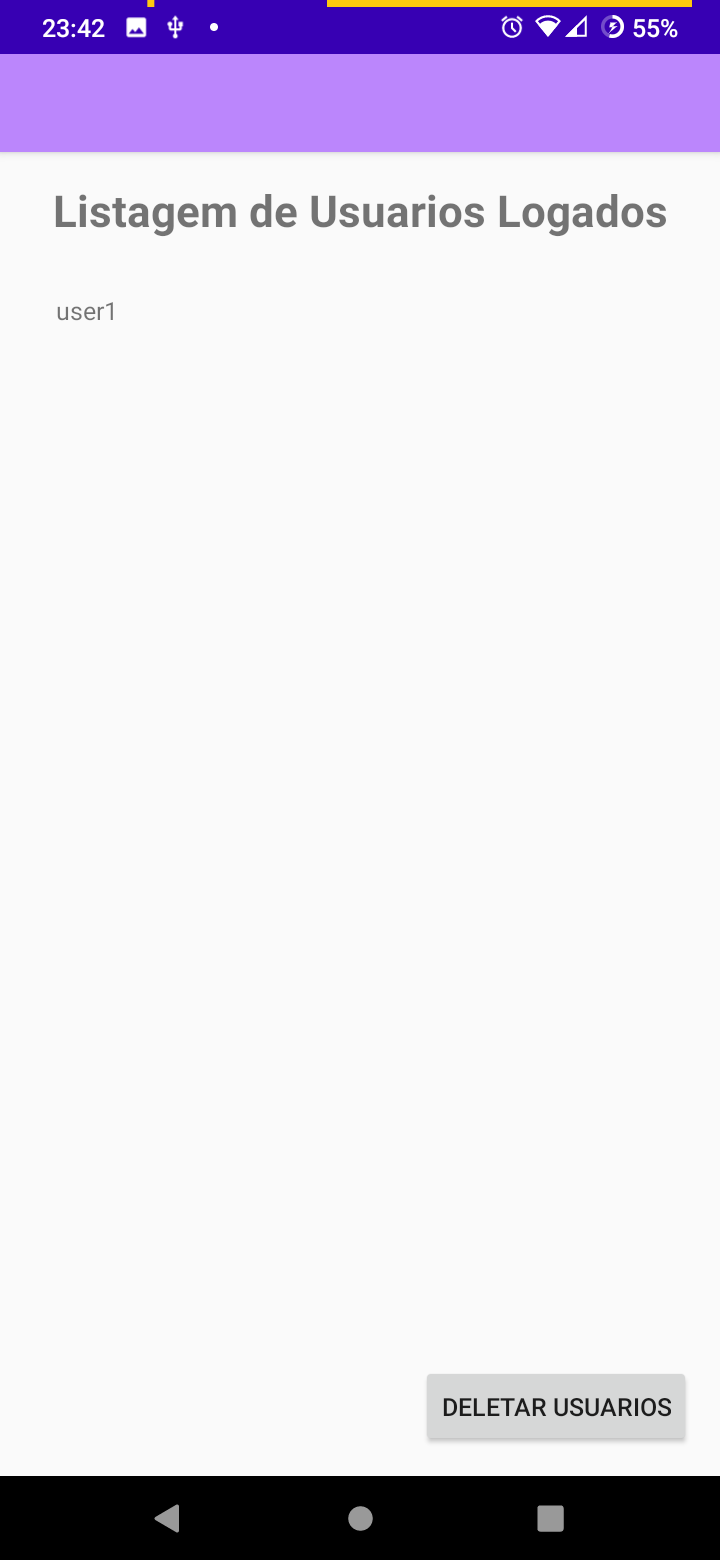 23:42 55%
Listagem de Usuarios Logados
user1
DELETAR USUARIOS